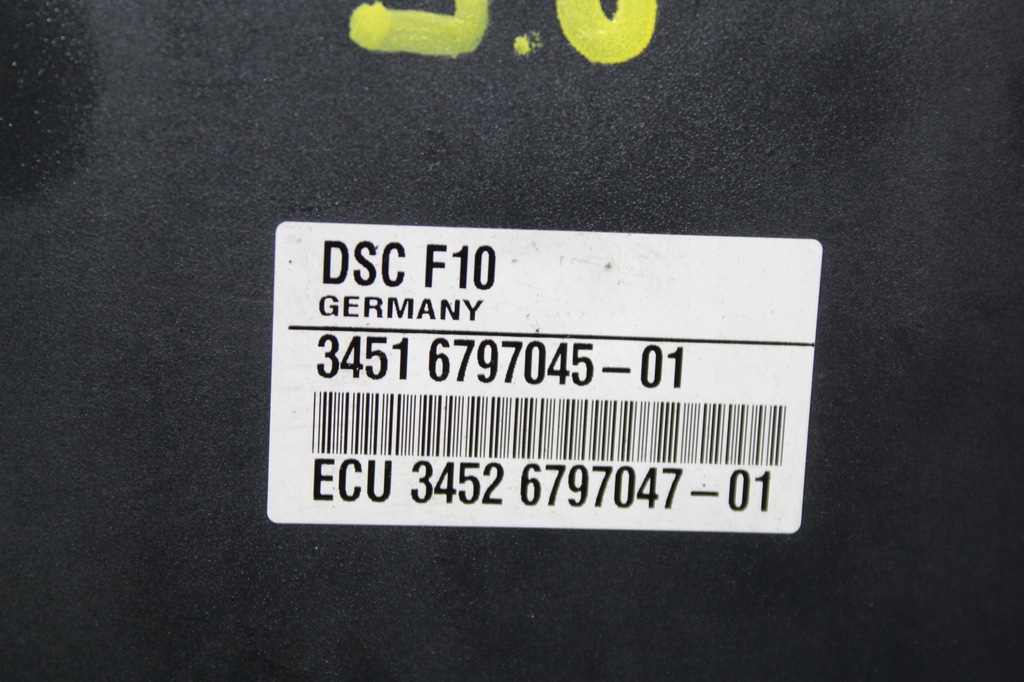 DSC F10
GERMANY
3451 6797045-01
ECU 3452 6797047-01